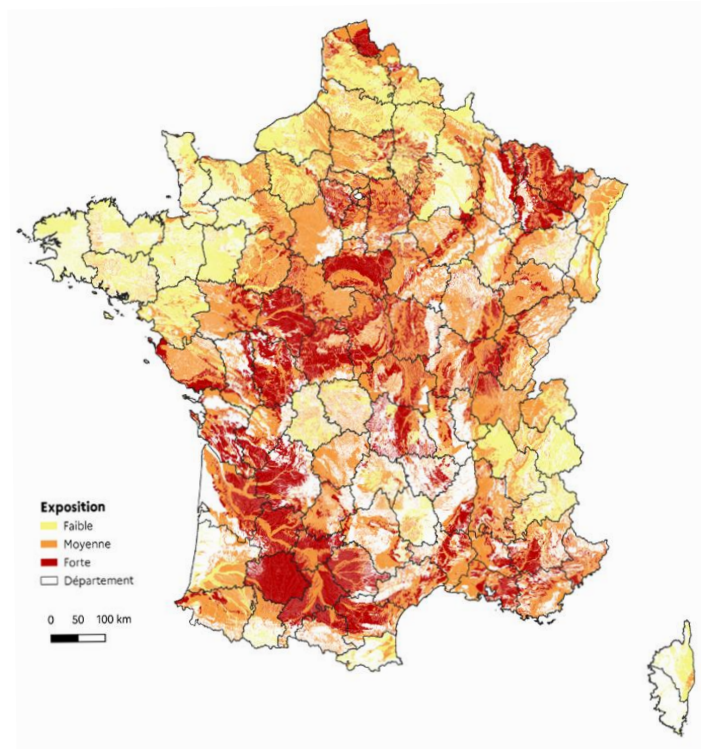 Exposition
Faible
Moyenne
Forte
Département
0 50 100 km